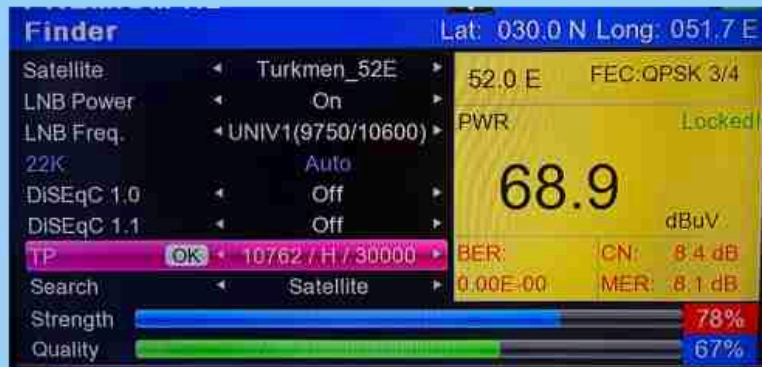 Finder Lat: 030.0 N Long: 051.7 E
Satellite Turkmen_52E
LNB Power On
LNB Freq. UNIV1(9750/10600)
22K Auto
DiSEqC 1.0 Off
DiSEqC 1.1 Off
TP OK 10762 / H / 30000
Search Satellite
52.0 E FEC:QPSK 3/4
PWR Locked!
68.9
dBuV
BER: CN: 8.4 dB
0.00E-00 MER: 8.1 dB
Strength 78%
Quality 67%